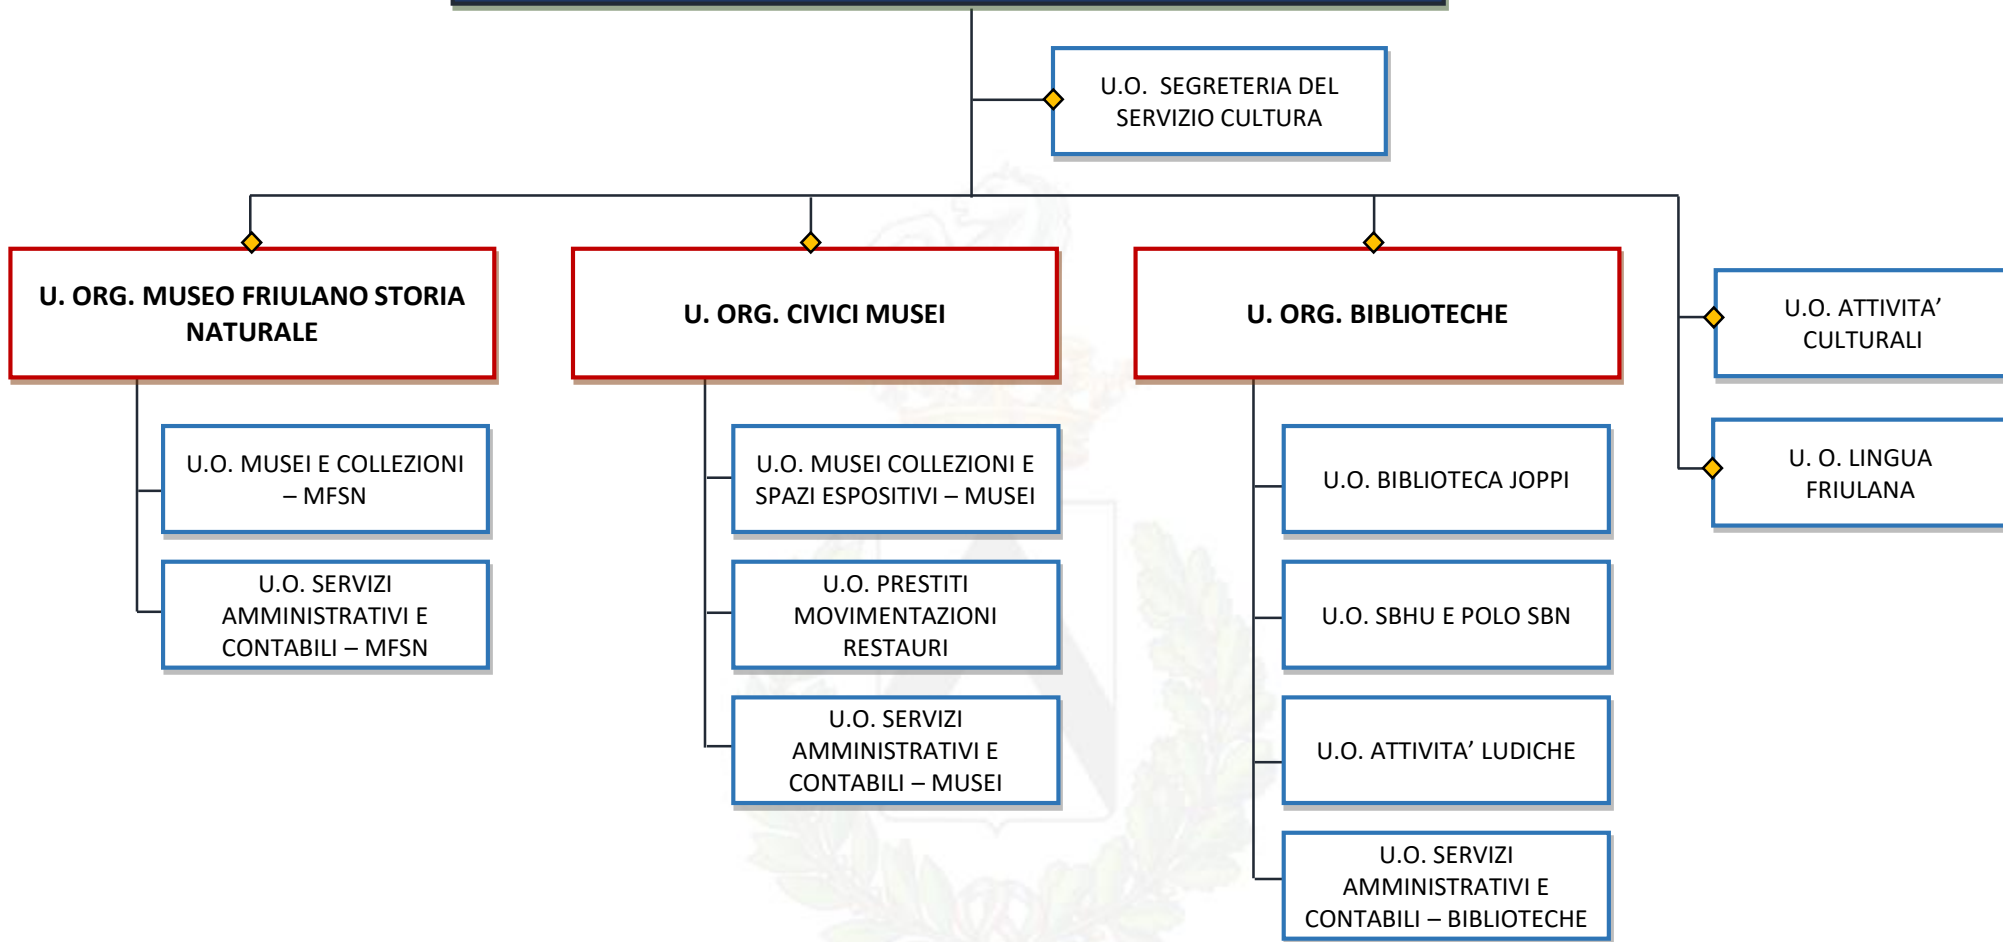 U.O.  SEGRETERIA DEL
SERVIZIO CULTURA
U. ORG. MUSEO FRIULANO STORIA
NATURALE
U. ORG. CIVICI MUSEI
U. ORG. BIBLIOTECHE
U.O. ATTIVITA’
CULTURALI
U. O. LINGUA
FRIULANA
U.O. MUSEI E COLLEZIONI
– MFSN
U.O. SERVIZI
AMMINISTRATIVI E
CONTABILI – MFSN
U.O. MUSEI COLLEZIONI E
SPAZI ESPOSITIVI – MUSEI
U.O. PRESTITI
MOVIMENTAZIONI
RESTAURI
U.O. SERVIZI
AMMINISTRATIVI E
CONTABILI – MUSEI
U.O. BIBLIOTECA JOPPI
U.O. SBHU E POLO SBN
U.O. ATTIVITA’ LUDICHE
U.O. SERVIZI
AMMINISTRATIVI E
CONTABILI – BIBLIOTECHE